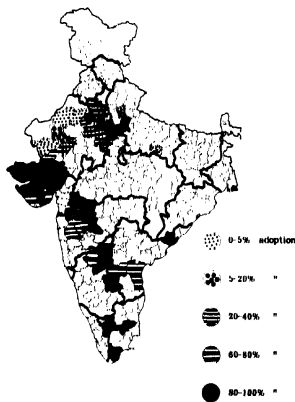 0-5% adoption
5-20% "
20-40% "
60-80% "
80-100% "